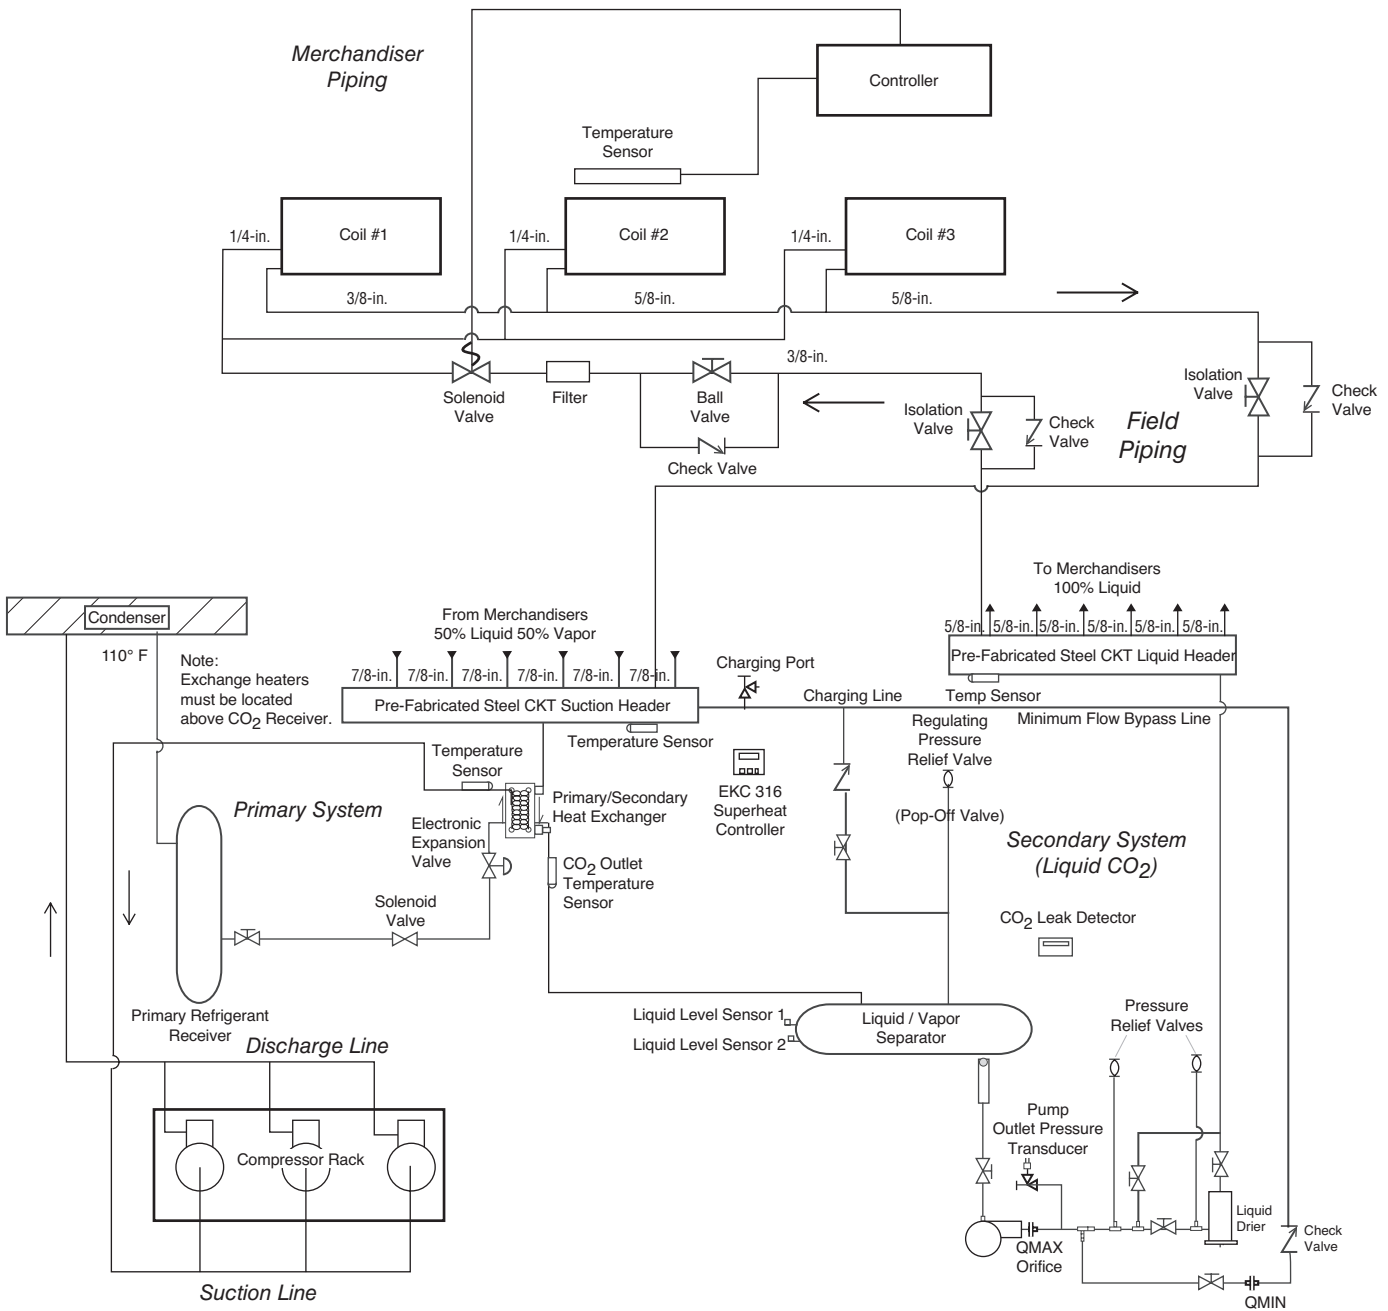 Merchandiser
Piping
Controller
Temperature
Sensor
Coil #1
Coil #2
Coil #3
1/4-in.
1/4-in.
1/4-in.
3/8-in.
5/8-in.
5/8-in.
3/8-in.
Solenoid
Valve
Filter
Ball
Valve
Check Valve
Isolation
Valve
Check
Valve
Isolation
Valve
Check
Valve
Field
Piping
To Merchandisers
100% Liquid
5/8-in. 5/8-in. 5/8-in. 5/8-in. 5/8-in. 5/8-in.
Pre-Fabricated Steel CKT Liquid Header
Temp Sensor
Minimum Flow Bypass Line
Condenser
110° F
Note:
Exchange heaters
must be located
above CO2 Receiver.
From Merchandisers
50% Liquid 50% Vapor
7/8-in. 7/8-in. 7/8-in. 7/8-in. 7/8-in. 7/8-in.
Pre-Fabricated Steel CKT Suction Header
Temperature Sensor
Charging Port
Charging Line
Regulating
Pressure
Relief Valve
(Pop-Off Valve)
EKC 316
Superheat
Controller
Temperature
Sensor
Primary/Secondary
Heat Exchanger
Primary System
Electronic
Expansion
Valve
CO2 Outlet
Temperature
Sensor
Solenoid
Valve
Secondary System
(Liquid CO2)
CO2 Leak Detector
Primary Refrigerant
Receiver
Liquid Level Sensor 1
Liquid Level Sensor 2
Liquid / Vapor
Separator
Pressure
Relief Valves
Discharge Line
Compressor Rack
Suction Line
Pump
Outlet Pressure
Transducer
QMAX
Orifice
Liquid
Drier
Check
Valve
QMIN